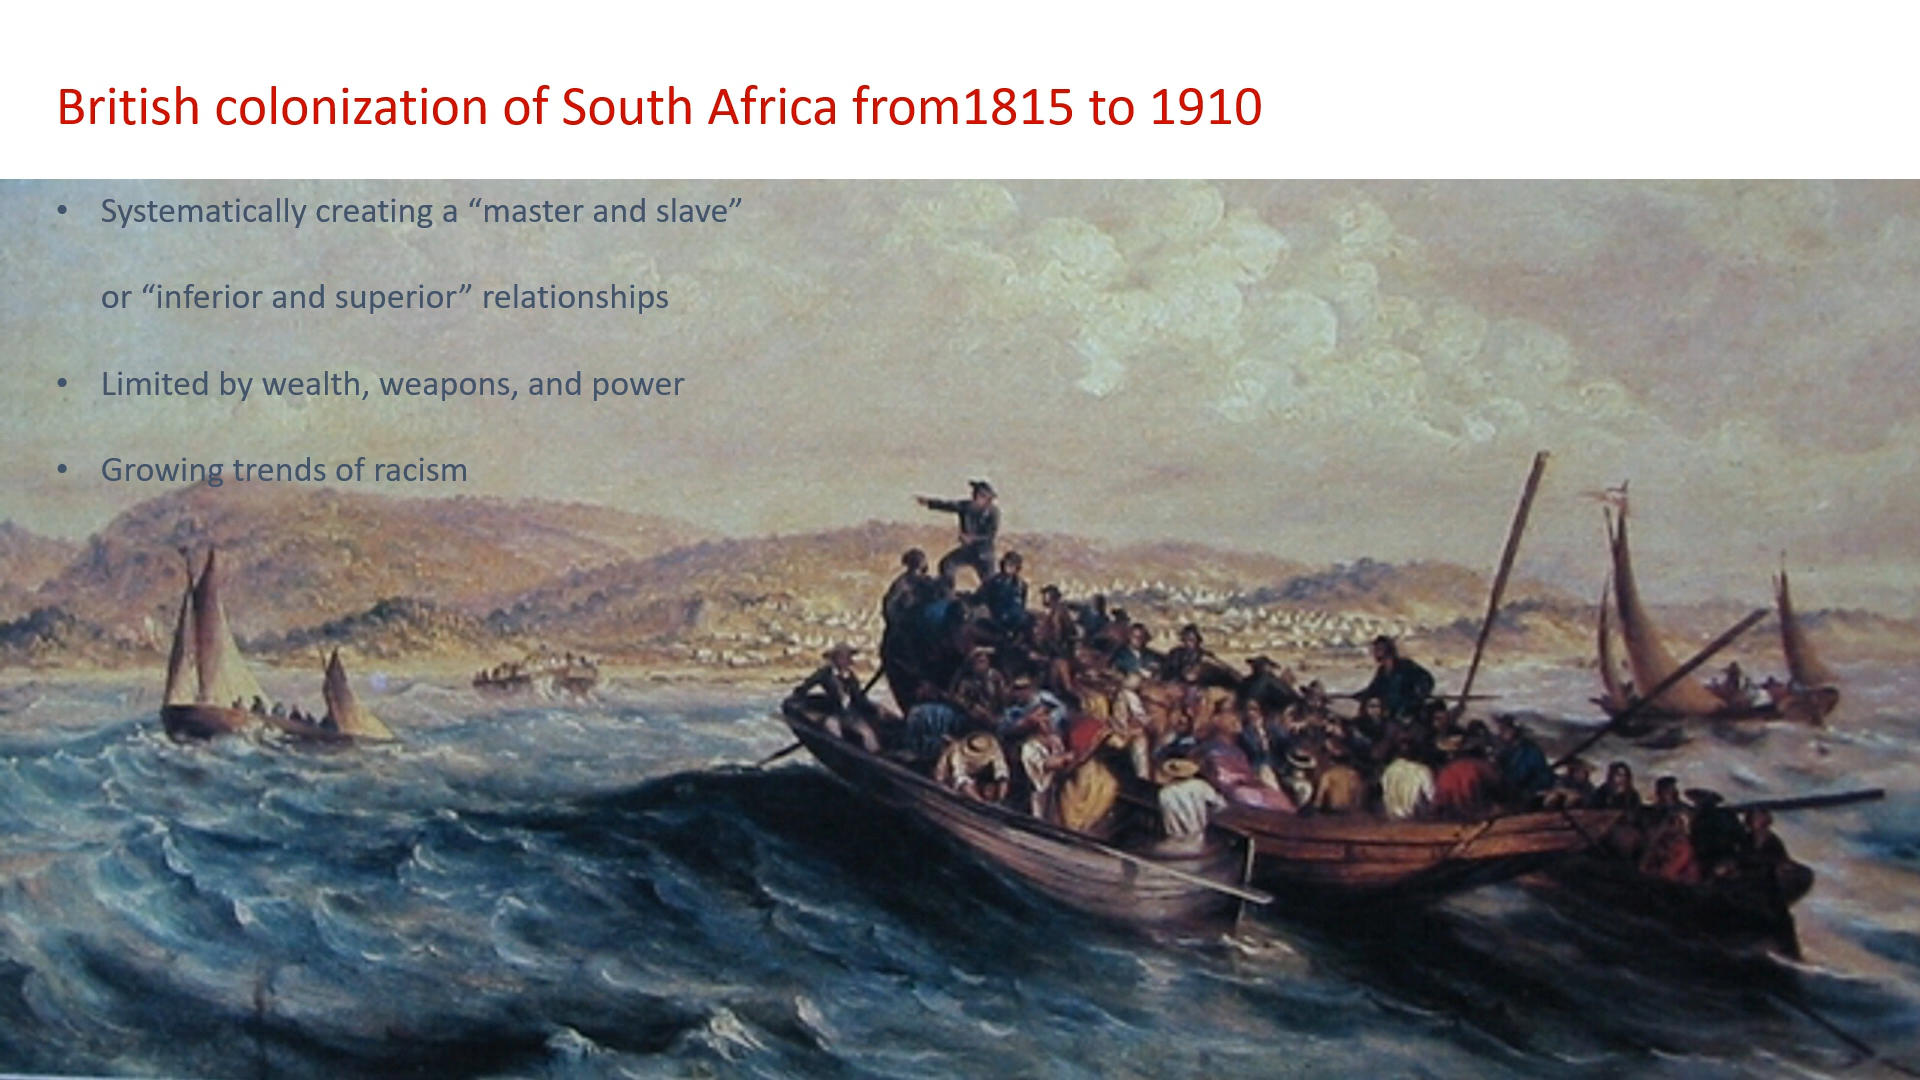 British colonization of South Africa from1815 to 1910
• Systematically creating a “master and slave”
or “inferior and superior” relationships
• Limited by wealth, weapons, and power
• Growing trends of racism